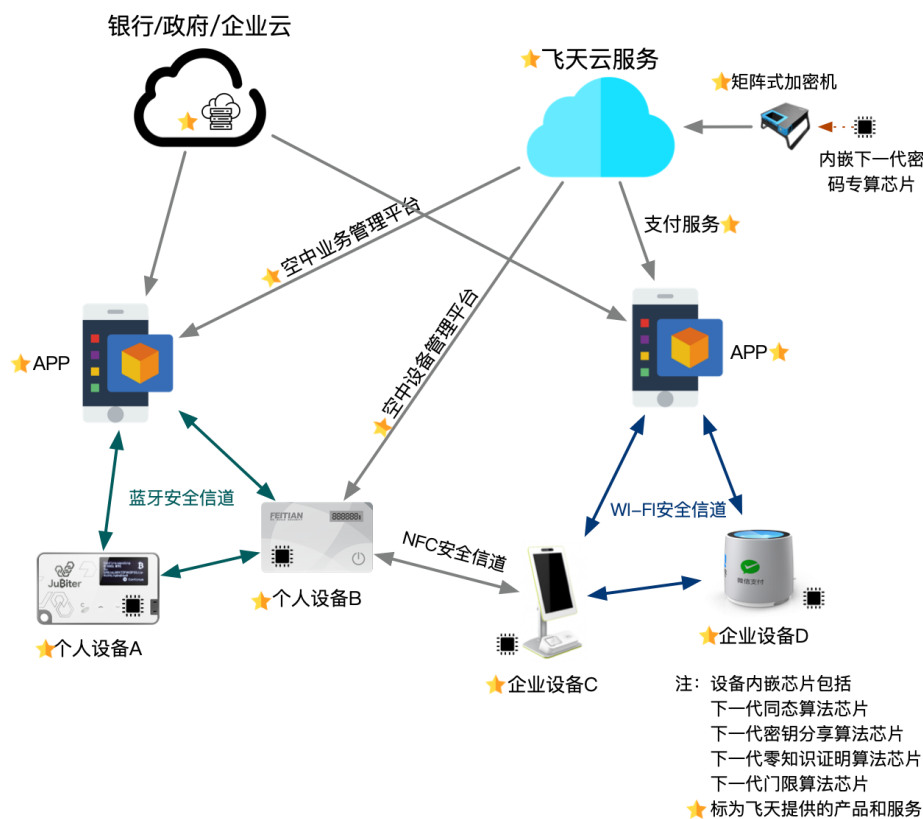 银行/政府/企业云
飞天云服务
矩阵式加密机
内嵌下一代密
码专算芯片
空中业务管理平台
支付服务
空中设备管理平台
APP
APP
蓝牙安全信道
WI-FI安全信道
FEITIAN
NFC安全信道
JuBiter
微信支付
个人设备B
个人设备A
企业设备D
企业设备C
注：设备内嵌芯片包括
下一代同态算法芯片
下一代密钥分享算法芯片
下一代零知识证明算法芯片
下一代门限算法芯片
标为飞天提供的产品和服务